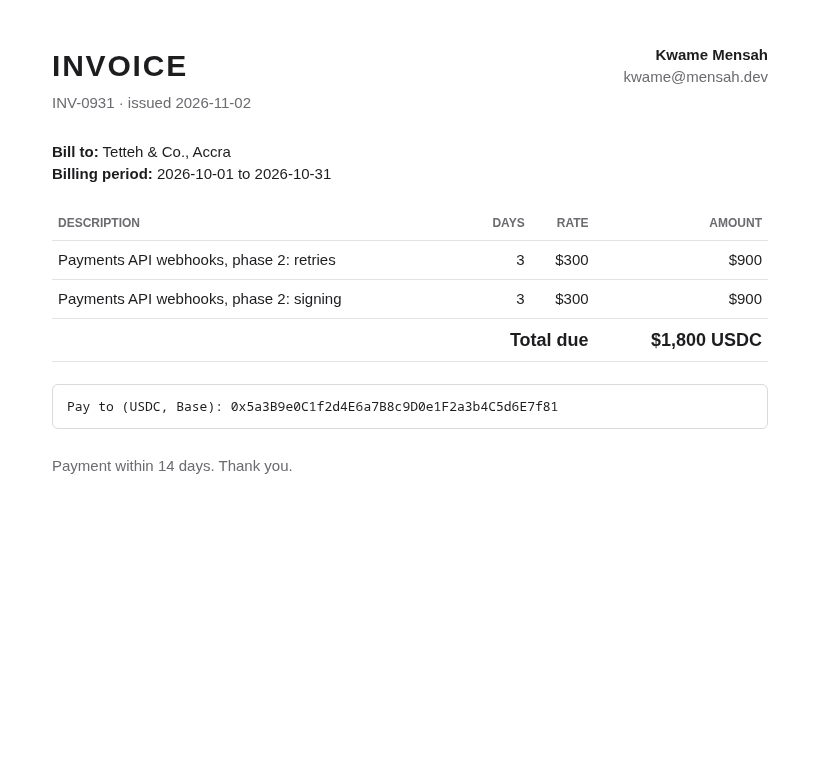 INVOICE
Kwame Mensah
kwame@mensah.dev
INV-0931 · issued 2026-11-02
Bill to: Tetteh & Co., Accra
Billing period: 2026-10-01 to 2026-10-31
DESCRIPTION DAYS RATE AMOUNT
Payments API webhooks, phase 2: retries 3 $300 $900
Payments API webhooks, phase 2: signing 3 $300 $900
Total due $1,800 USDC
Pay to (USDC, Base): 0x5a3B9e0C1f2d4E6a7B8c9D0e1F2a3b4C5d6E7f81
Payment within 14 days. Thank you.